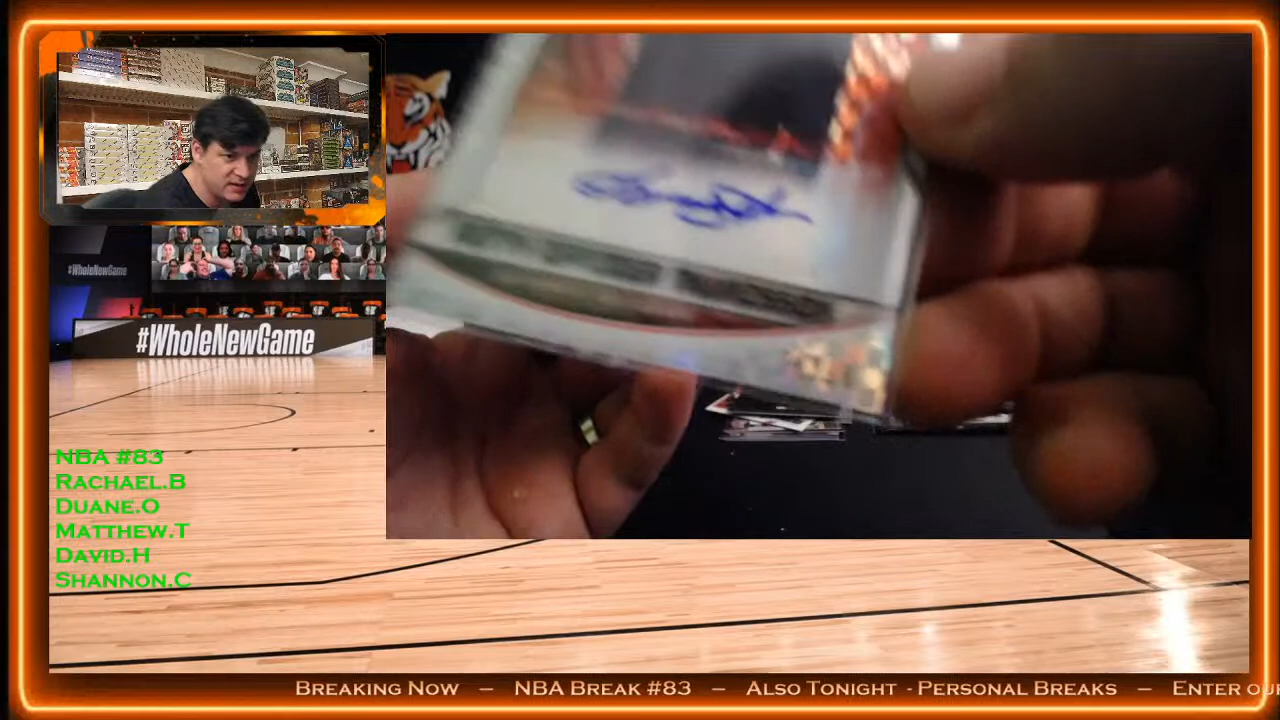 #WholeNewGame
#WholeNewGame
NBA #83
Rachael.B
Duane.O
Matthew.T
David.H
Shannon.C
Breaking Now – NBA Break #83 – Also Tonight - Personal Breaks – Enter our